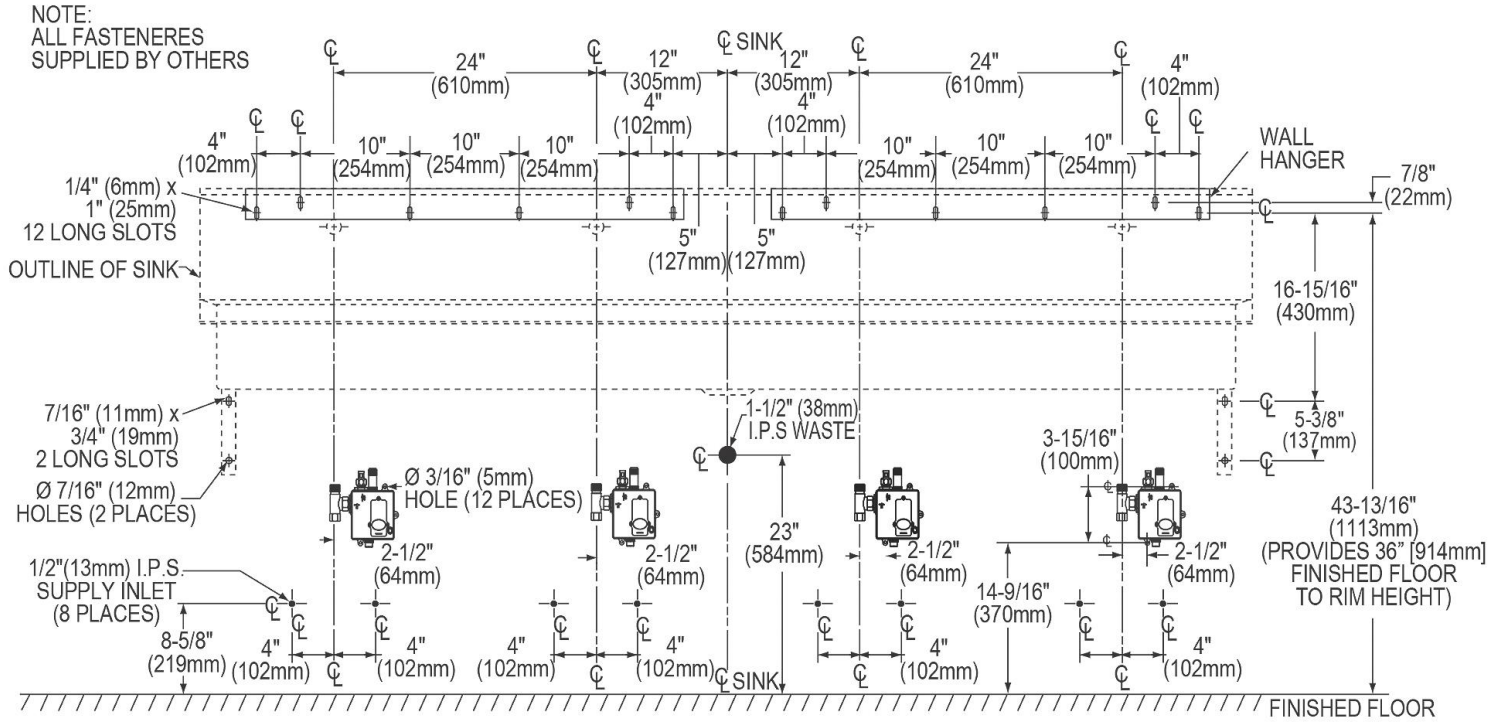 NOTE:
ALL FASTENERES
SUPPLIED BY OTHERS
℄
℄
℄ SINK
℄
℄
24"
(610mm)
12"
(305mm)
12"
(305mm)
24"
(610mm)
4"
(102mm)
4"
(102mm)
4"
(102mm)
℄
℄
℄
℄
4"
(102mm)
10"
(254mm)
10"
(254mm)
10"
(254mm)
10"
(254mm)
10"
(254mm)
10"
(254mm)
WALL
HANGER
7/8"
(22mm)
℄
1/4" (6mm) x
1" (25mm)
12 LONG SLOTS
5"
(127mm)
5"
(127mm)
OUTLINE OF SINK
16-15/16"
(430mm)
7/16" (11mm) x
3/4" (19mm)
2 LONG SLOTS
1-1/2" (38mm)
I.P.S WASTE
℄
℄
5-3/8"
(137mm)
℄
3-15/16"
(100mm)
Ø 7/16" (12mm)
HOLES (2 PLACES)
Ø 3/16" (5mm)
HOLE (12 PLACES)
℄
℄
43-13/16"
(1113mm)
(PROVIDES 36” [914mm]
FINISHED FLOOR
TO RIM HEIGHT)
23"
(584mm)
2-1/2"
(64mm)
2-1/2"
(64mm)
2-1/2"
(64mm)
2-1/2"
(64mm)
14-9/16"
(370mm)
1/2"(13mm) I.P.S.
SUPPLY INLET
(8 PLACES)
℄
℄
℄
℄
℄
℄
℄
℄
℄
8-5/8"
(219mm)
4"
(102mm)
4"
(102mm)
4"
(102mm)
4"
(102mm)
4"
(102mm)
4"
(102mm)
℄
℄
℄ SINK
℄
℄
FINISHED FLOOR